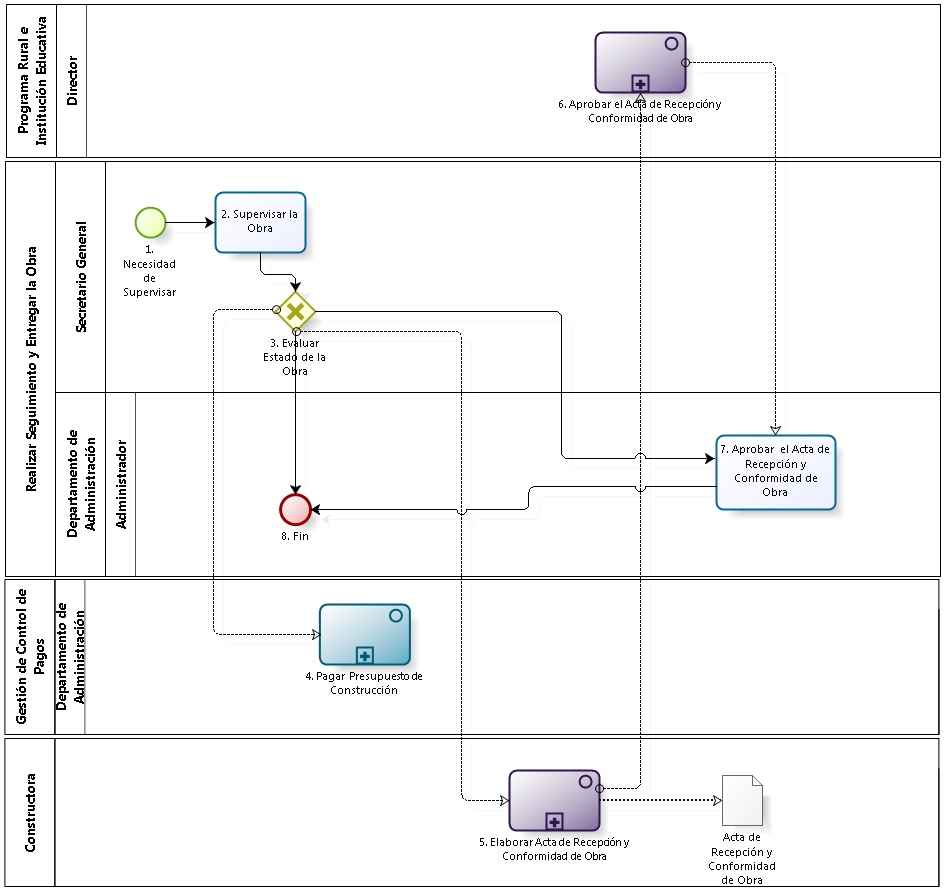 Programa Rural e
Institución Educativa
Director
6. Aprobar el Acta de Recepción y
Conformidad de Obra
Realizar Seguimiento y Entregar la Obra
Secretario General
1.
Necesidad
de
Supervisar
2. Supervisar la
Obra
3. Evaluar
Estado de la
Obra
Departamento de
Administración
Administrador
7. Aprobar el Acta de
Recepción y
Conformidad de
Obra
8. Fin
Gestión de Control de
Pagos
Departamento de
Administración
4. Pagar Presupuesto de
Construcción
Constructora
5. Elaborar Acta de Recepción y
Conformidad de Obra
Acta de
Recepción y
Conformidad
de Obra